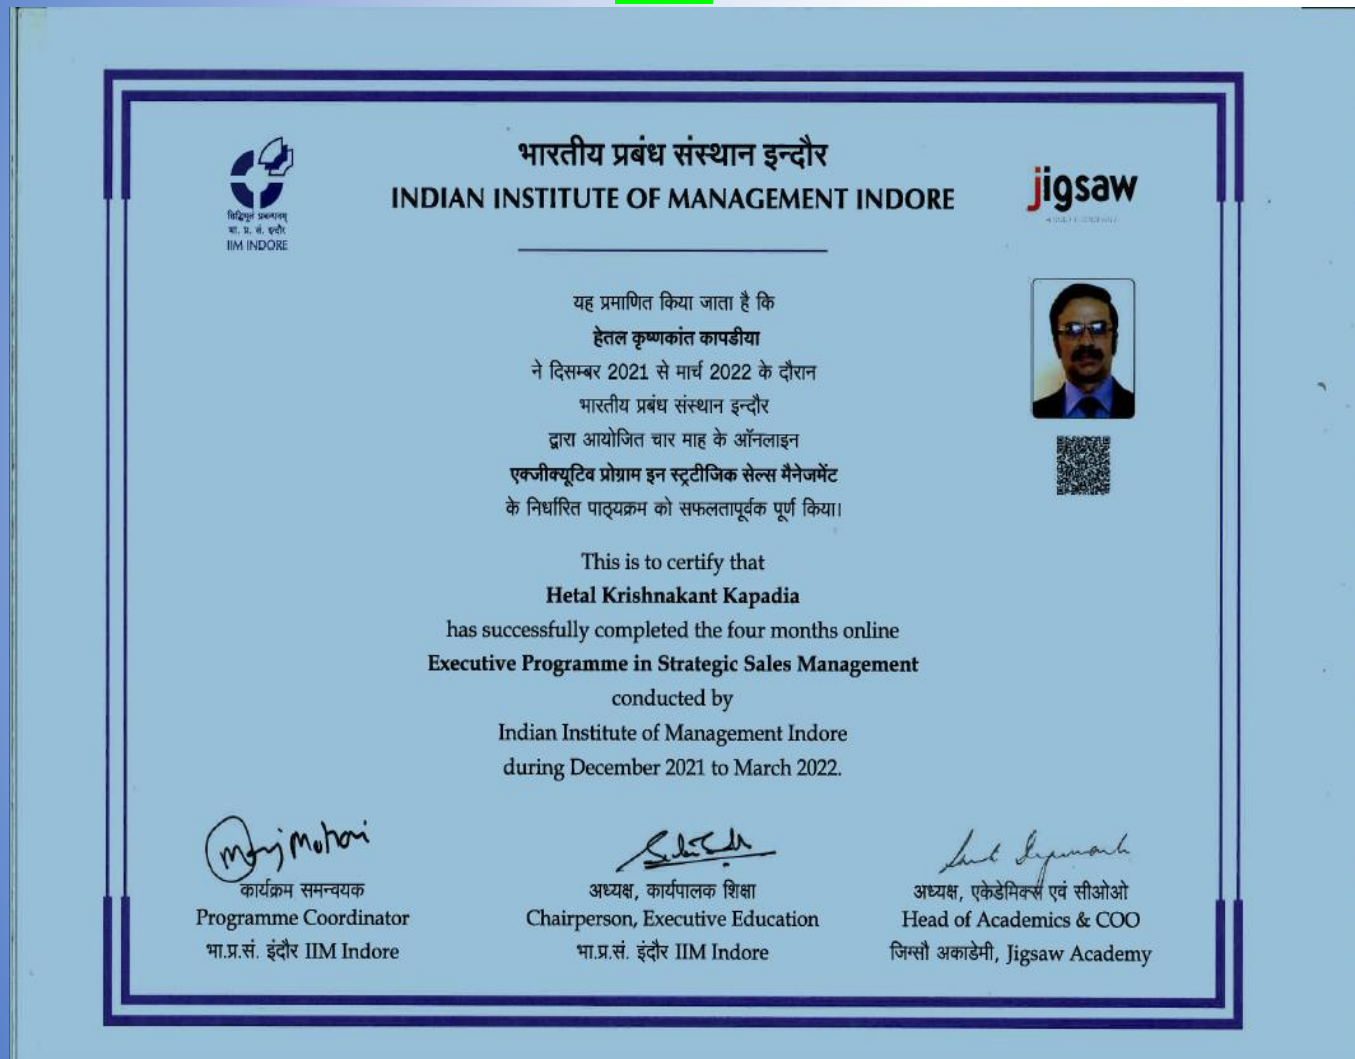 भारतीय प्रबंध संस्थान इन्दौर
INDIAN INSTITUTE OF MANAGEMENT INDORE
सिद्धिमूलं प्रबन्धनम्
भा. प्र. सं. इन्दौर
IIM INDORE
jigsaw
यह प्रमाणित किया जाता है कि
हेतल कृष्णकांत कापडीया
ने दिसम्बर 2021 से मार्च 2022 के दौरान
भारतीय प्रबंध संस्थान इन्दौर
द्वारा आयोजित चार माह के ऑनलाइन
एक्जीक्यूटिव प्रोग्राम इन स्ट्रटीजिक सेल्स मैनेजमेंट
के निर्धारित पाठ्यक्रम को सफलतापूर्वक पूर्ण किया।
This is to certify that
Hetal Krishnakant Kapadia
has successfully completed the four months online
Executive Programme in Strategic Sales Management
conducted by
Indian Institute of Management Indore
during December 2021 to March 2022.
कार्यक्रम समन्वयक
Programme Coordinator
भा.प्र.सं. इंदौर IIM Indore
अध्यक्ष, कार्यपालक शिक्षा
Chairperson, Executive Education
भा.प्र.सं. इंदौर IIM Indore
अध्यक्ष, एकेडेमिक्स एवं सीओओ
Head of Academics & COO
जिग्सौ अकाडेमी, Jigsaw Academy